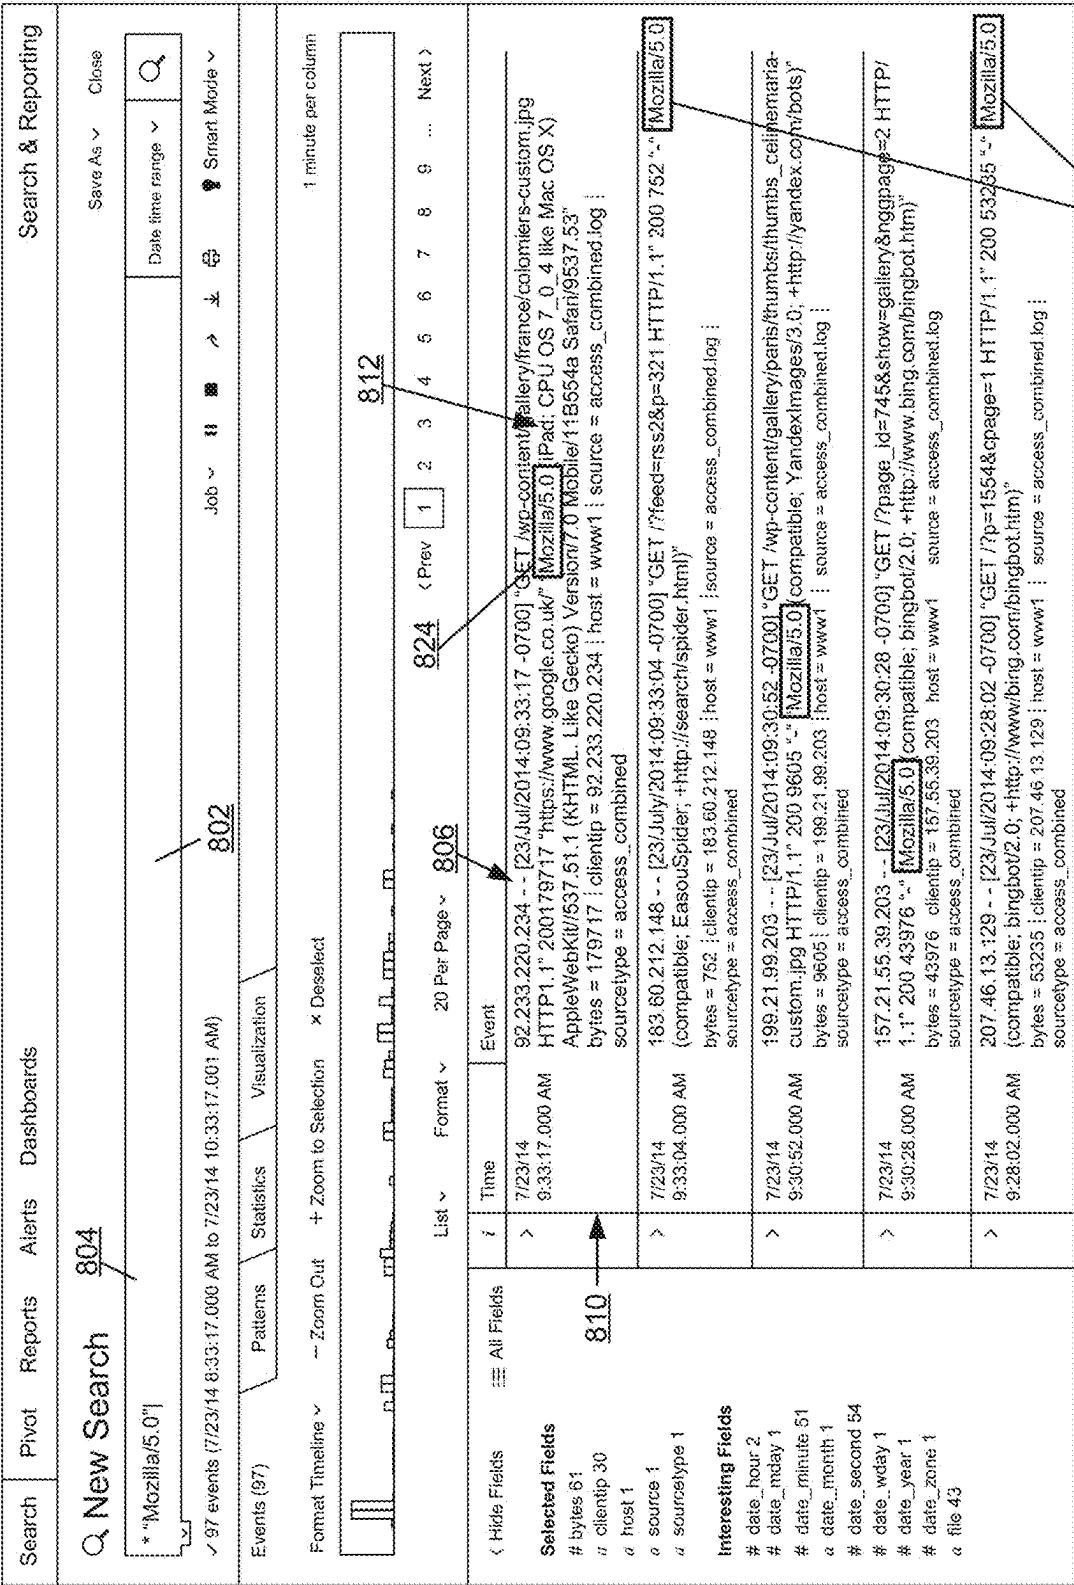 Search Pivot Reports Alerts Dashboards Search & Reporting
New Search 804 Save As Close
* "Mozilla/5.0"| Date time range
802
✓ 97 events (7/23/14 8:33:17.000 AM to 7/23/14 10:33:17.001 AM) Job Smart Mode
Events (97) Patterns Statistics Visualization
Format Timeline — Zoom Out + Zoom to Selection × Deselect 1 minute per column
812
List Format 20 Per Page 806 824 < Prev 1 2 3 4 5 6 7 8 9 ... Next >
< Hide Fields All Fields
Selected Fields
# bytes 61
a clientip 30
a host 1
a source 1
a sourcetype 1
Interesting Fields
# date_hour 2
# date_mday 1
# date_minute 61
a date_month 1
# date_second 54
# date_wday 1
# date_year 1
# date_zone 1
a file 43
810
i Time Event
> 7/23/14
9:33:17.000 AM
92.233.220.234 - - [23/Jul/2014:09:33:17 -0700] "GET /wp-content/gallery/france/colomiers-custom.jpg
HTTP1.1" 200179717 "https://www.google.co.uk/" "Mozilla/5.0 (iPad; CPU OS 7_0_4 like Mac OS X)
AppleWebKit//537.51.1 (KHTML. Like Gecko) Version/7.0 Mobile/11B554a Safari/9537.53"
bytes = 179717 | clientip = 92.233.220.234 | host = www1 | source = access_combined.log |
sourcetype = access_combined
> 7/23/14
9:33:04.000 AM
183.60.212.148 - - [23/July/2014:09:33:04 -0700] "GET /?feed=rss2&p=321 HTTP/1.1" 200 752 "-" "Mozilla/5.0
(compatible; EasouSpider; +http://search/spider.html)"
bytes = 752 | clientip = 183.60.212.148 | host = www1 | source = access_combined.log |
sourcetype = access_combined
> 7/23/14
9:30:52.000 AM
199.21.99.203 - - [23/Jul/2014:09:30:52 -0700] "GET /wp-content/gallery/paris/thumbs/thumbs_celinemaria-
custom.jpg HTTP/1.1" 200 9605 "-" "Mozilla/5.0 (compatible; YandexImages/3.0; +http://yandex.com/bots)"
bytes = 9605 | clientip = 199.21.99.203 | host = www1 | source = access_combined.log |
sourcetype = access_combined
> 7/23/14
9:30:28.000 AM
157.21.55.39.203 - - [23/Jul/2014:09:30:28 -0700] "GET /?page_id=745&show=gallery&nggpage=2 HTTP/
1.1" 200 43976 "-" "Mozilla/5.0 (compatible; bingbot/2.0; +http://www.bing.com/bingbot.htm)"
bytes = 43976 clientip = 157.55.39.203 host = www1 source = access_combined.log
sourcetype = access_combined
> 7/23/14
9:28:02.000 AM
207.46.13.129 - - [23/Jul/2014:09:28:02 -0700] "GET /?p=1554&cpage=1 HTTP/1.1" 200 53235 "-" "Mozilla/5.0
(compatible; bingbot/2.0; +http://www/bing.com/bingbot.htm)"
bytes = 53235 | clientip = 207.46.13.129 | host = www1 | source = access_combined.log |
sourcetype = access_combined